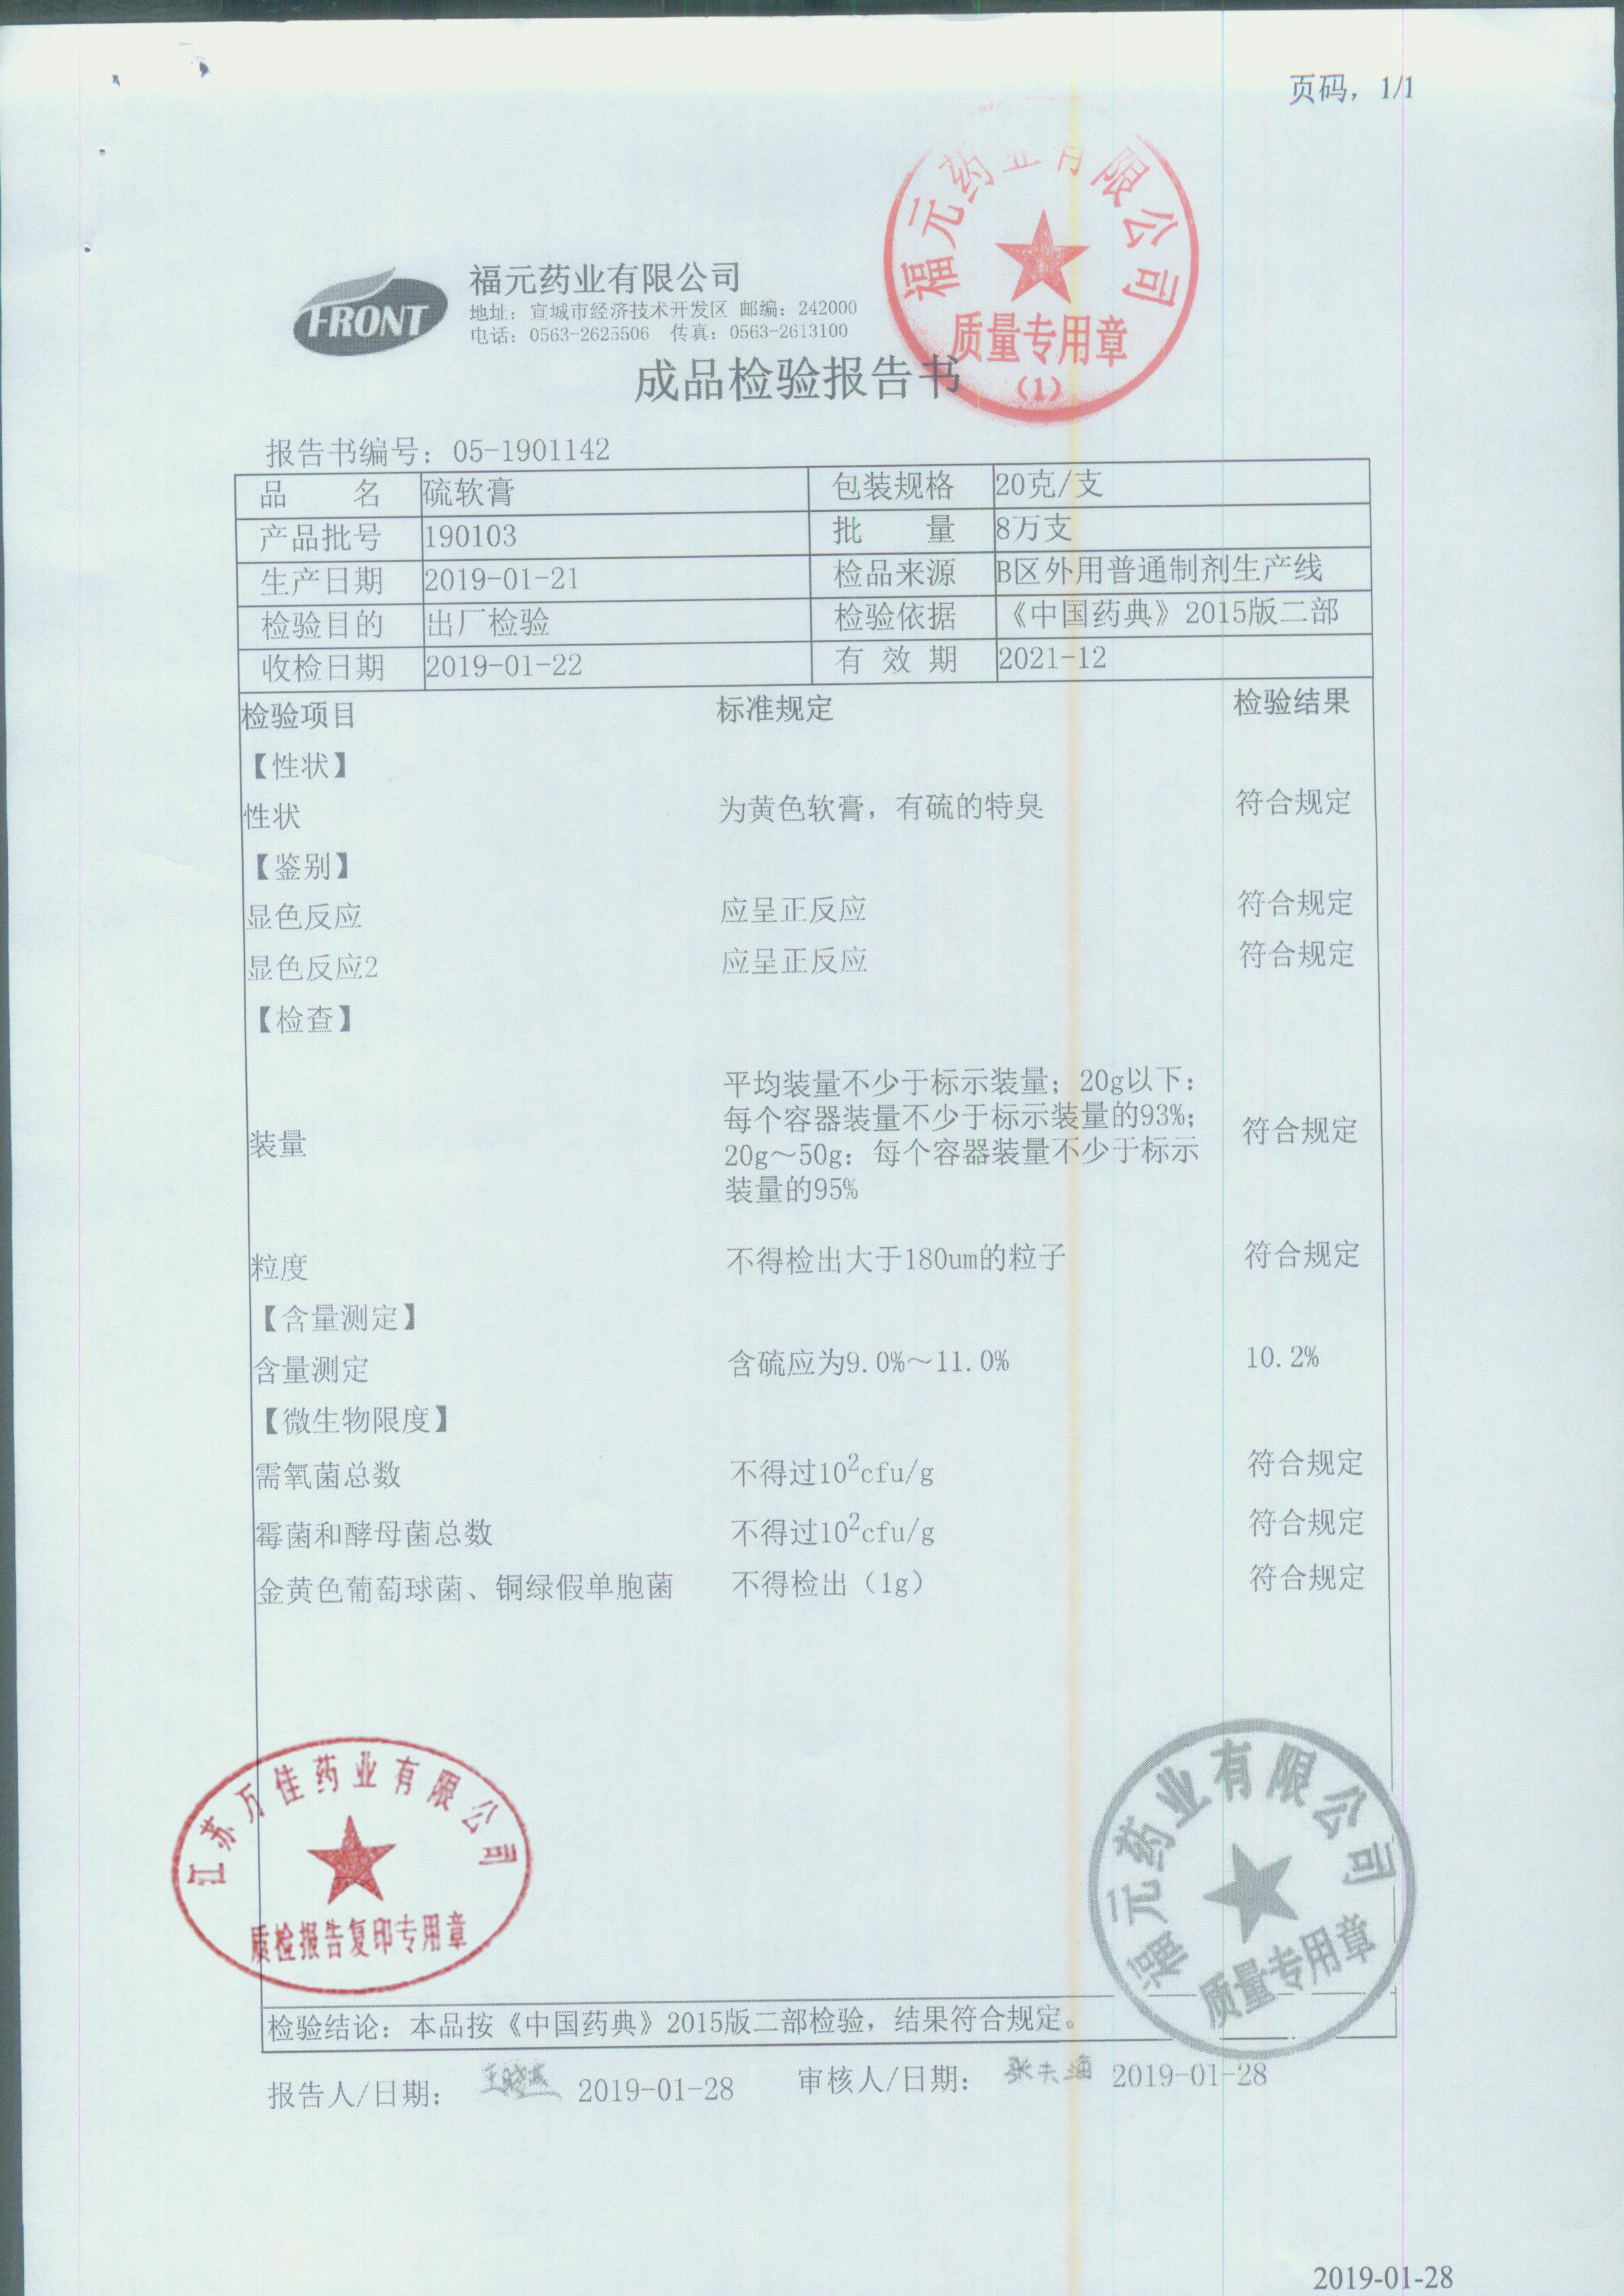 页码，1/1
福元药业有限公司
质量专用章
(1)
FRONT
福元药业有限公司
地址：宣城市经济技术开发区 邮编：242000
电话：0563-2625506 传真：0563-2613100
成品检验报告书
报告书编号：05-1901142
品 名 硫软膏 包装规格 20克/支
产品批号 190103 批 量 8万支
生产日期 2019-01-21 检品来源 B区外用普通制剂生产线
检验目的 出厂检验 检验依据 《中国药典》2015版二部
收检日期 2019-01-22 有 效 期 2021-12
检验项目 标准规定 检验结果
【性状】
性状 为黄色软膏，有硫的特臭 符合规定
【鉴别】
显色反应 应呈正反应 符合规定
显色反应2 应呈正反应 符合规定
【检查】
平均装量不少于标示装量；20g以下：
每个容器装量不少于标示装量的93%；
装量 20g～50g：每个容器装量不少于标示 符合规定
装量的95%
粒度 不得检出大于180um的粒子 符合规定
【含量测定】
含量测定 含硫应为9.0%～11.0% 10.2%
【微生物限度】
需氧菌总数 不得过10²cfu/g 符合规定
霉菌和酵母菌总数 不得过10²cfu/g 符合规定
金黄色葡萄球菌、铜绿假单胞菌 不得检出（1g） 符合规定
江苏万佳药业有限公司
质检报告复印专用章
福元药业有限公司
质量专用章
检验结论：本品按《中国药典》2015版二部检验，结果符合规定。
报告人/日期： 2019-01-28 审核人/日期： 2019-01-28
2019-01-28